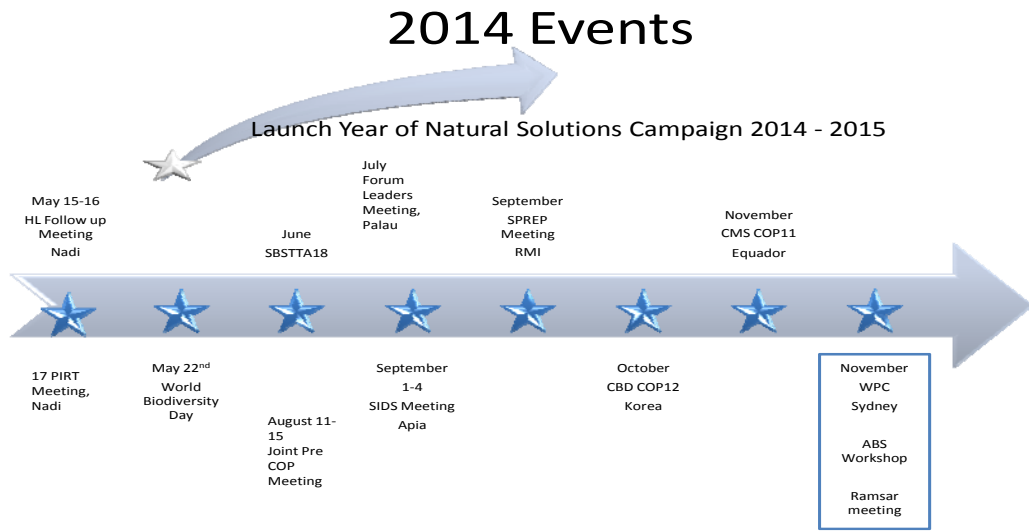 2014 Events
Launch Year of Natural Solutions Campaign 2014 - 2015
May 15-16
HL Follow up
Meeting
Nadi
June
SBSTTA18
July
Forum
Leaders
Meeting,
Palau
September
SPREP
Meeting
RMI
November
CMS COP11
Equador
17 PIRT
Meeting,
Nadi
May 22nd
World
Biodiversity
Day
August 11-
15
Joint Pre
COP
Meeting
September
1-4
SIDS Meeting
Apia
October
CBD COP12
Korea
November
WPC
Sydney
ABS
Workshop
Ramsar
meeting